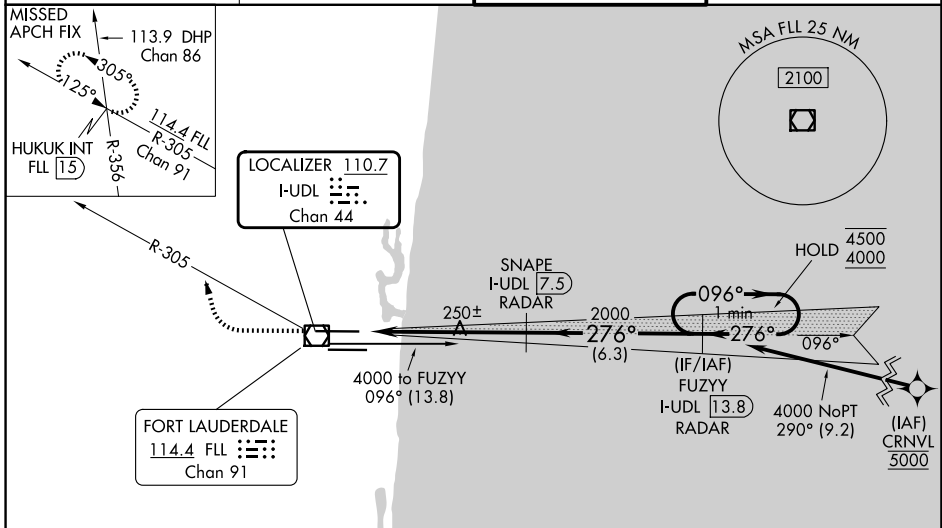 MISSED
APCH FIX
113.9 DHP
Chan 86
305°
125°
114.4 FLL
R-305
Chan 91
HUKUK INT
FLL 15
R-356
MSA FLL 25 NM
2100
LOCALIZER 110.7
I-UDL
Chan 44
R-305
HOLD 4500
4000
SNAPE
I-UDL 7.5
RADAR
096°
1 min
250±
2000
276°
276°
096°
(6.3)
(IF/IAF)
FUZYY
I-UDL 13.8
RADAR
4000 to FUZYY
096° (13.8)
4000 NoPT
290° (9.2)
(IAF)
CRNVL
5000
FORT LAUDERDALE
114.4 FLL
Chan 91